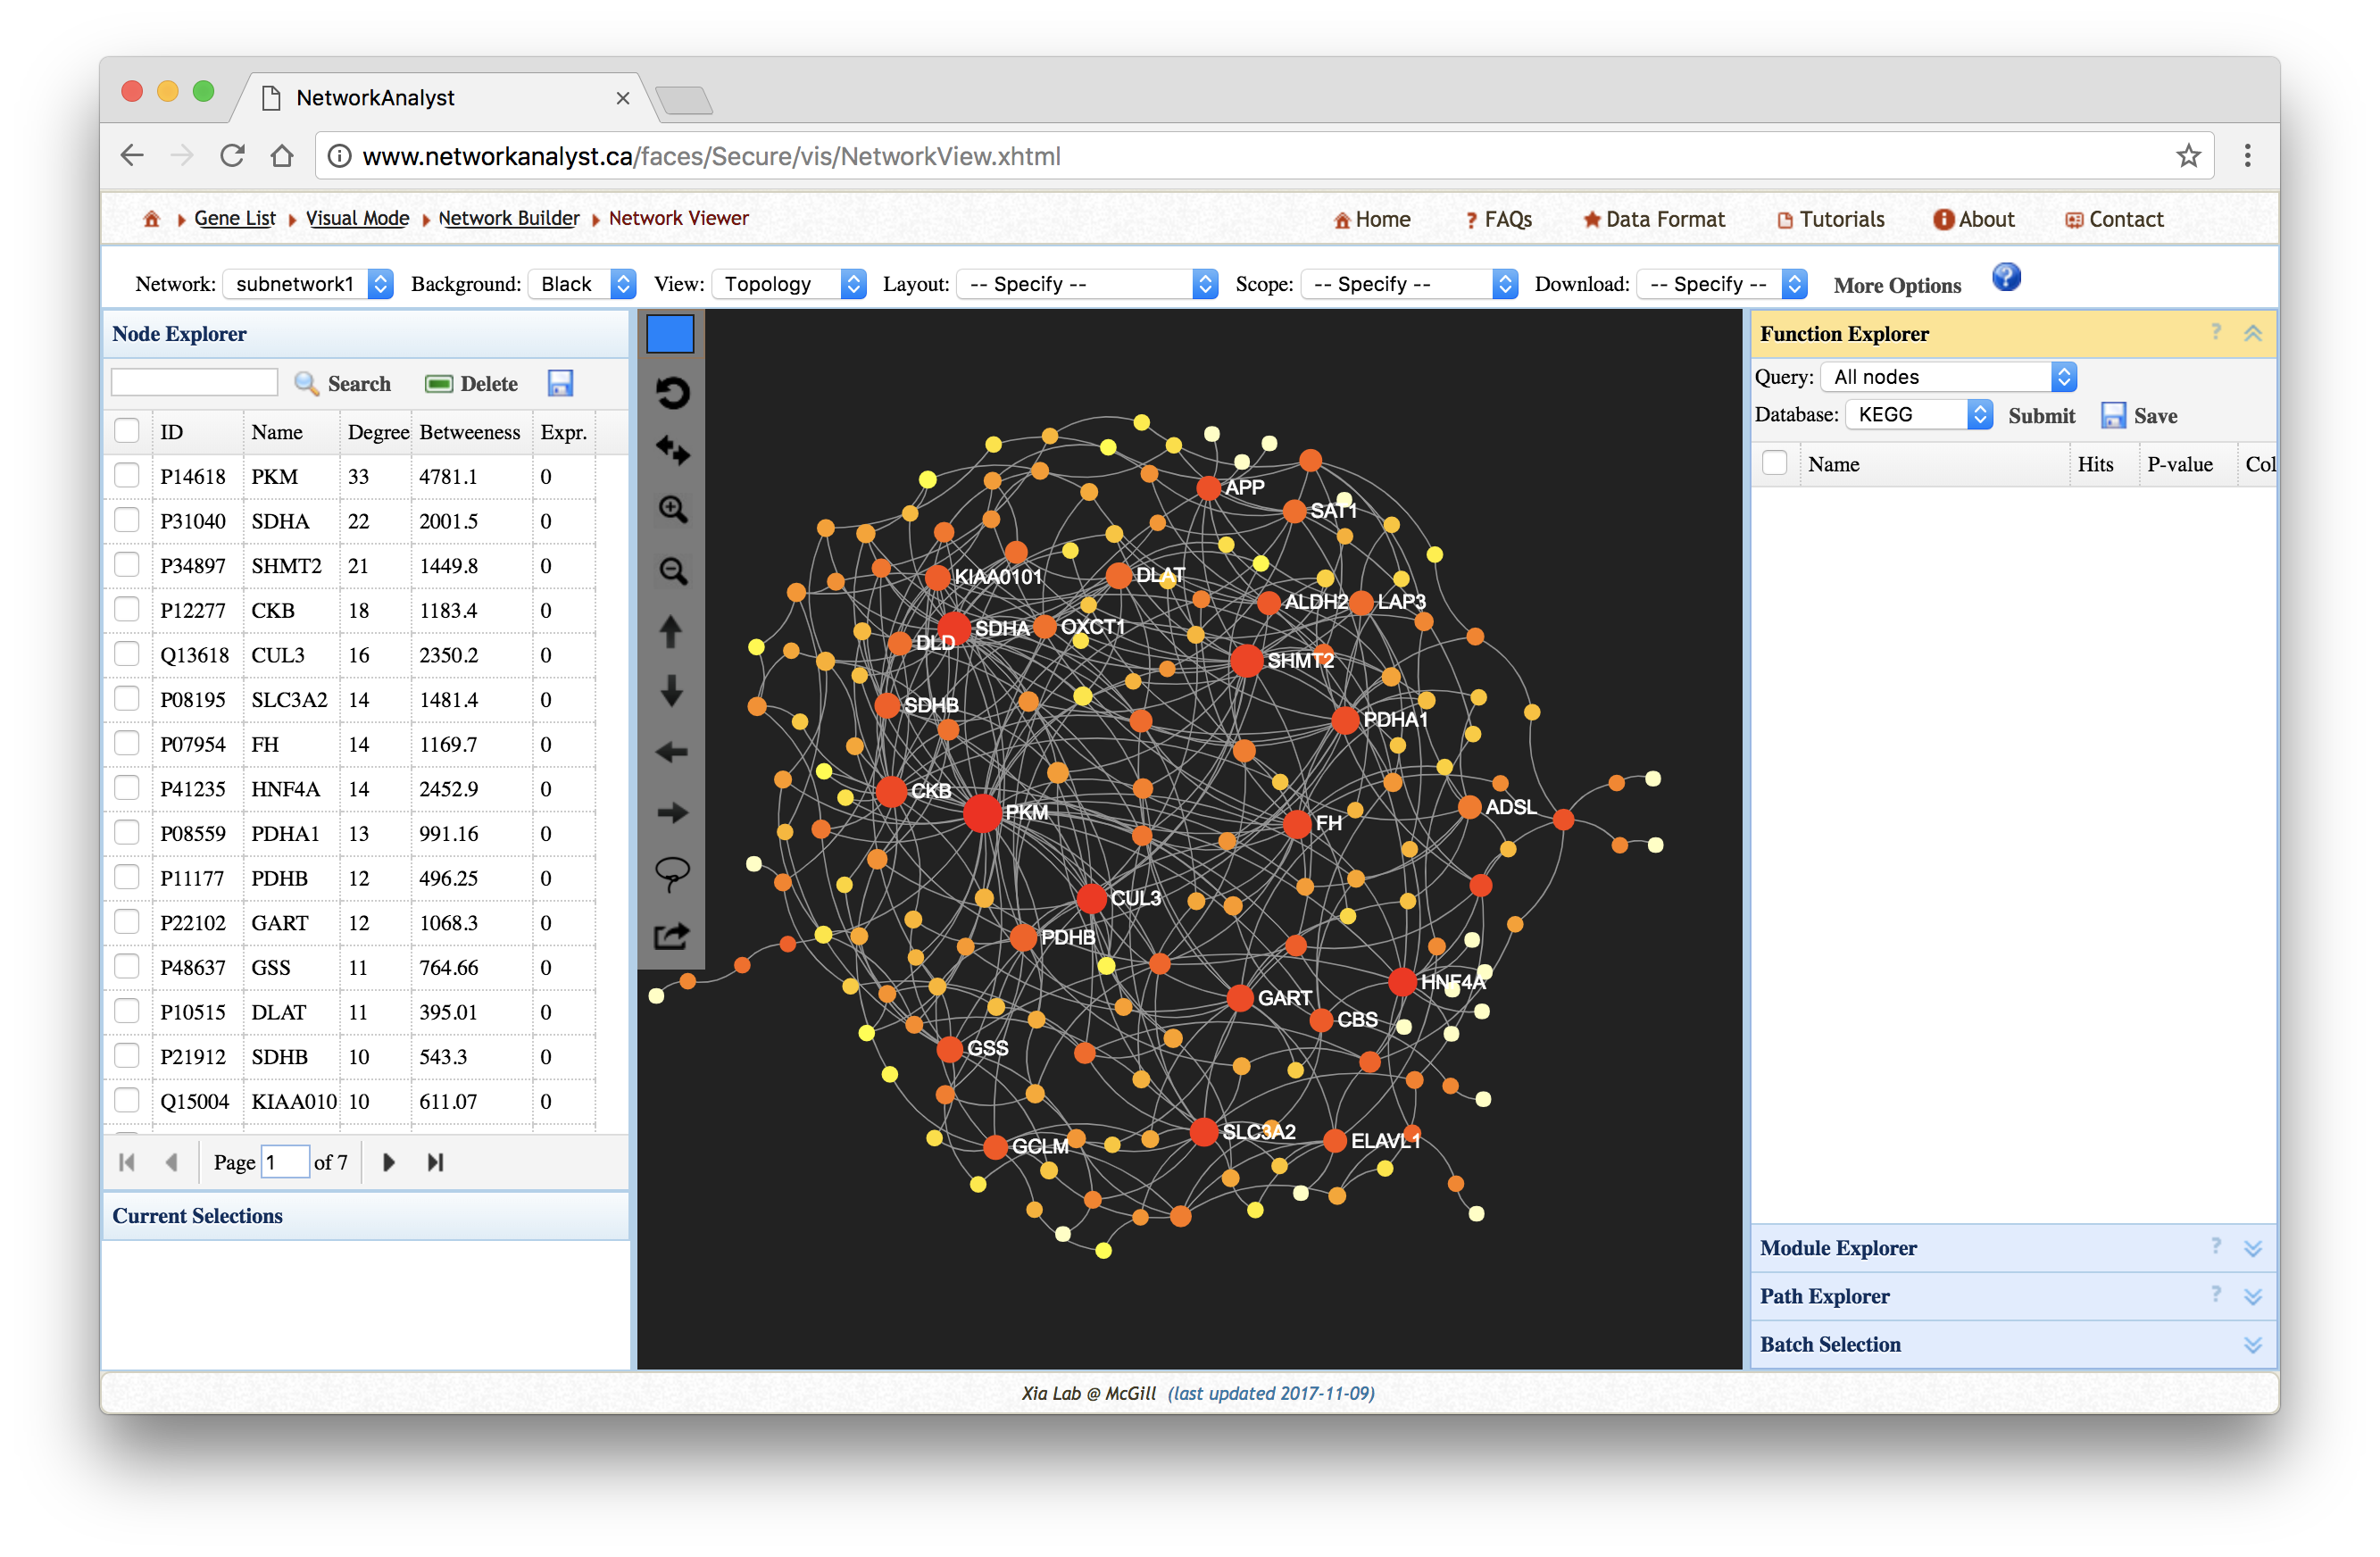 NetworkAnalyst
www.networkanalyst.ca/faces/Secure/vis/NetworkView.xhtml
Gene List Visual Mode Network Builder Network Viewer Home FAQs Data Format Tutorials About Contact
Network: subnetwork1 Background: Black View: Topology Layout: -- Specify -- Scope: -- Specify -- Download: -- Specify -- More Options
Node Explorer
Search Delete
ID Name Degree Betweeness Expr.
P14618 PKM 33 4781.1 0
P31040 SDHA 22 2001.5 0
P34897 SHMT2 21 1449.8 0
P12277 CKB 18 1183.4 0
Q13618 CUL3 16 2350.2 0
P08195 SLC3A2 14 1481.4 0
P07954 FH 14 1169.7 0
P41235 HNF4A 14 2452.9 0
P08559 PDHA1 13 991.16 0
P11177 PDHB 12 496.25 0
P22102 GART 12 1068.3 0
P48637 GSS 11 764.66 0
P10515 DLAT 11 395.01 0
P21912 SDHB 10 543.3 0
Q15004 KIAA010 10 611.07 0
Page 1 of 7
Current Selections
APP
SAT1
KIAA0101
DLAT
ALDH2
LAP3
SDHA
OXCT1
DLD
SHMT2
SDHB
PDHA1
CKB
PKM
FH
ADSL
CUL3
PDHB
HNF4A
GART
CBS
GSS
SLC3A2
GCLM
ELAVL1
Function Explorer ?
Query: All nodes
Database: KEGG Submit Save
Name Hits P-value Col
Module Explorer ?
Path Explorer ?
Batch Selection
Xia Lab @ McGill (last updated 2017-11-09)